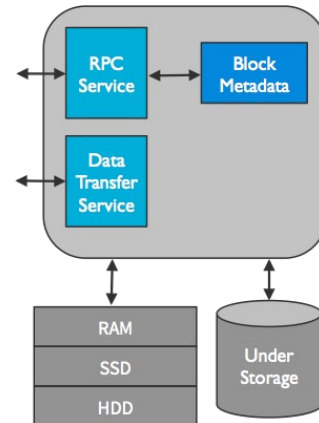 RPC
Service
Block
Metadata
Data
Transfer
Service
RAM
SSD
HDD
Under
Storage